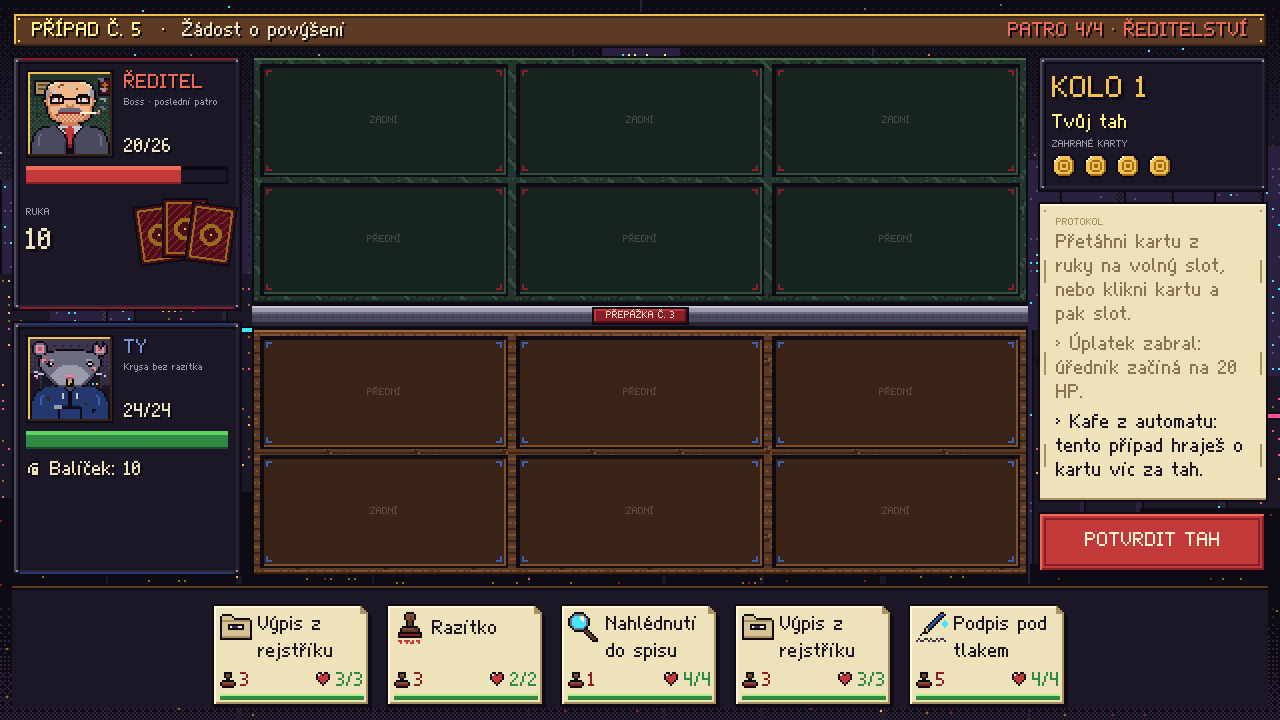 PŘÍPAD Č. 5 · Žádost o povýšení
PATRO 4/4 · ŘEDITELSTVÍ
ŘEDITEL
Boss · poslední patro
20/26
RUKA
10
TY
Krysa bez razítka
24/24
Balíček: 10
ZADNÍ
ZADNÍ
ZADNÍ
PŘEDNÍ
PŘEDNÍ
PŘEDNÍ
PŘEPÁŽKA Č. 3
PŘEDNÍ
PŘEDNÍ
PŘEDNÍ
ZADNÍ
ZADNÍ
ZADNÍ
KOLO 1
Tvůj tah
ZAHRANÉ KARTY
PROTOKOL
Přetáhni kartu z
ruky na volný slot,
nebo klikni kartu a
pak slot.
› Úplatek zabral:
úředník začíná na 20
HP.
› Kafe z automatu:
tento případ hraješ o
kartu víc za tah.
POTVRDIT TAH
Výpis z
rejstříku
3 3/3
Razítko
3 2/2
Nahlédnutí
do spisu
1 4/4
Výpis z
rejstříku
3 3/3
Podpis pod
tlakem
5 4/4